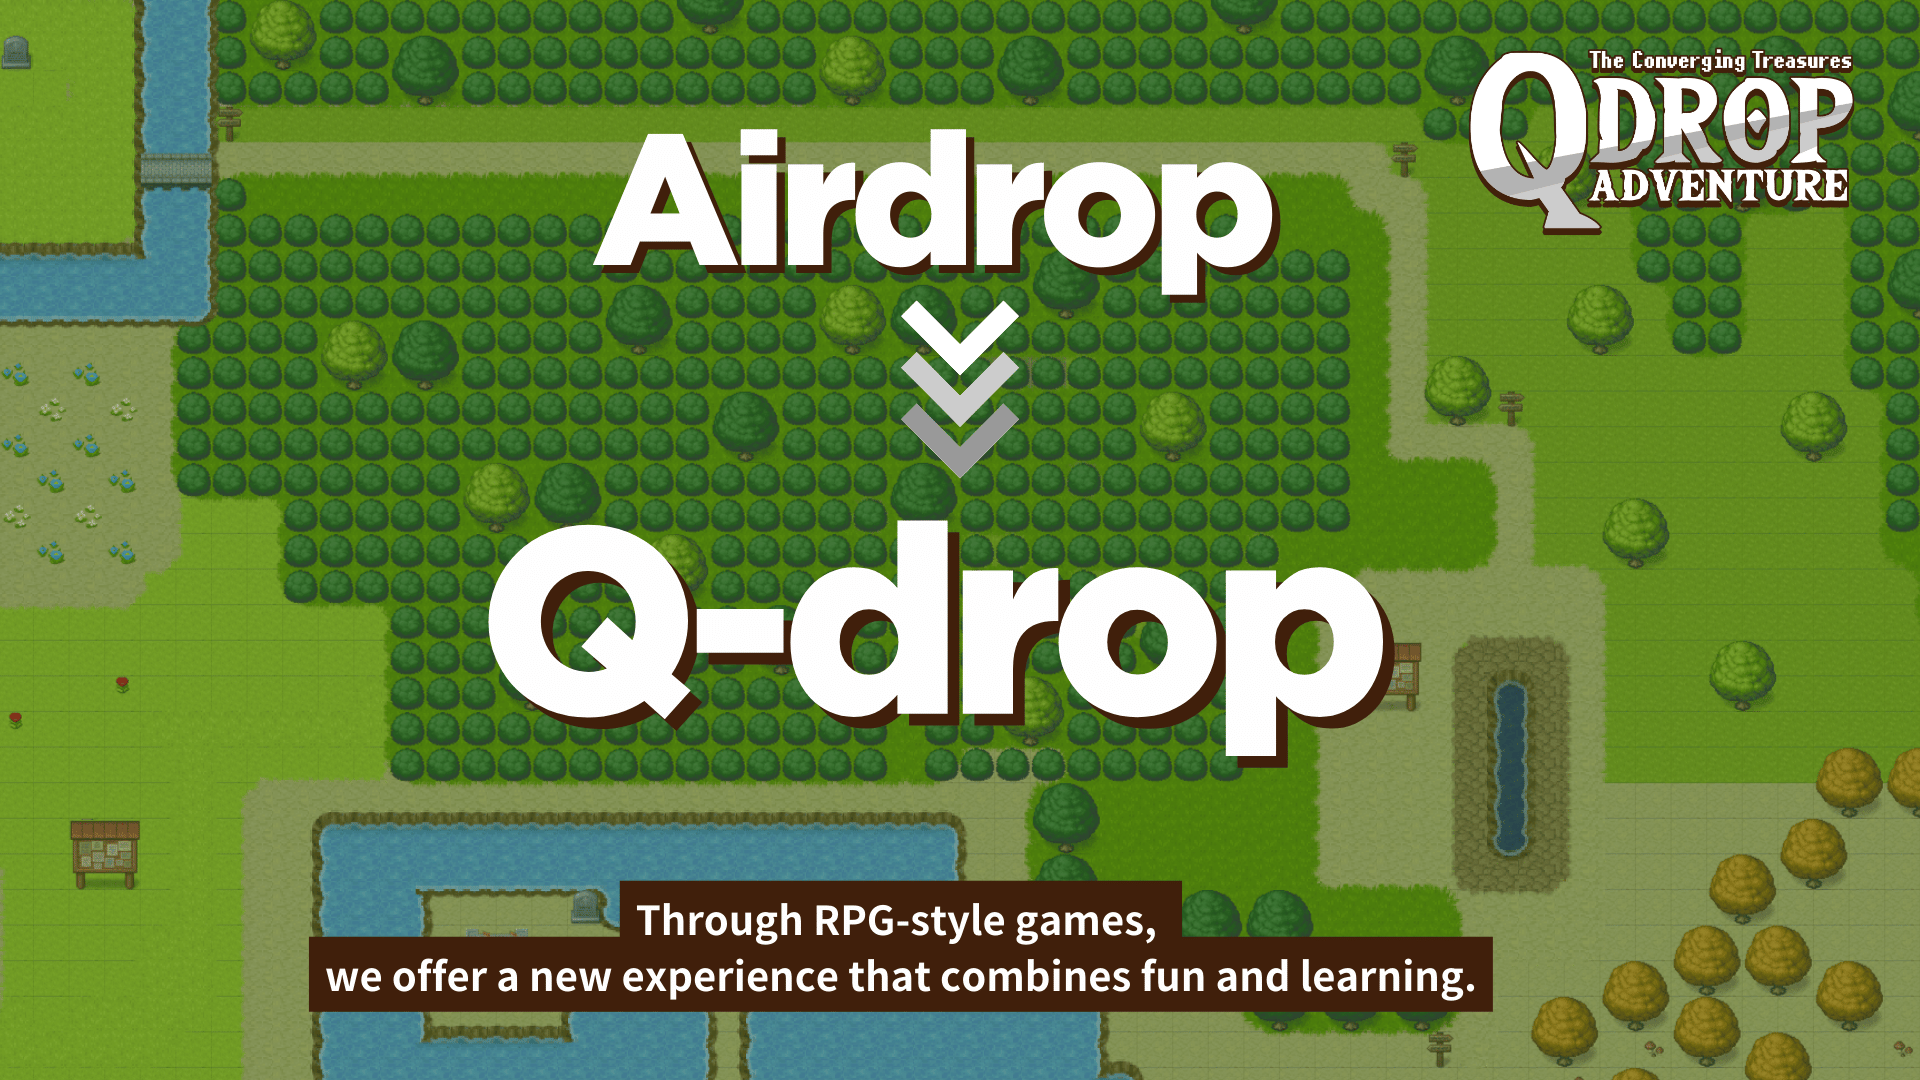 The Converging Treasures
QDROP
ADVENTURE
Airdrop
Q-drop
Through RPG-style games,
we offer a new experience that combines fun and learning.